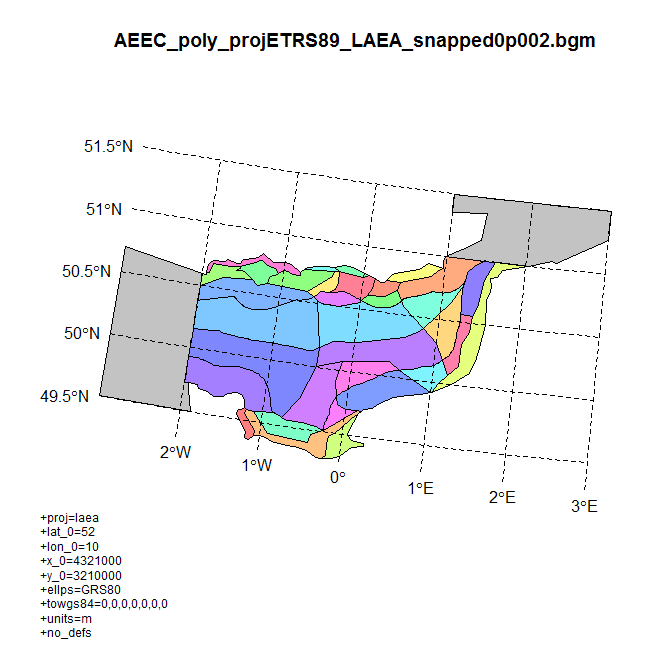 AEEC_poly_projETRS89_LAEA_snapped0p002.bgm
51.5°N
51°N
50.5°N
50°N
49.5°N
2°W
1°W
0°
1°E
2°E
3°E
+proj=laea
+lat_0=52
+lon_0=10
+x_0=4321000
+y_0=3210000
+ellps=GRS80
+towgs84=0,0,0,0,0,0,0
+units=m
+no_defs